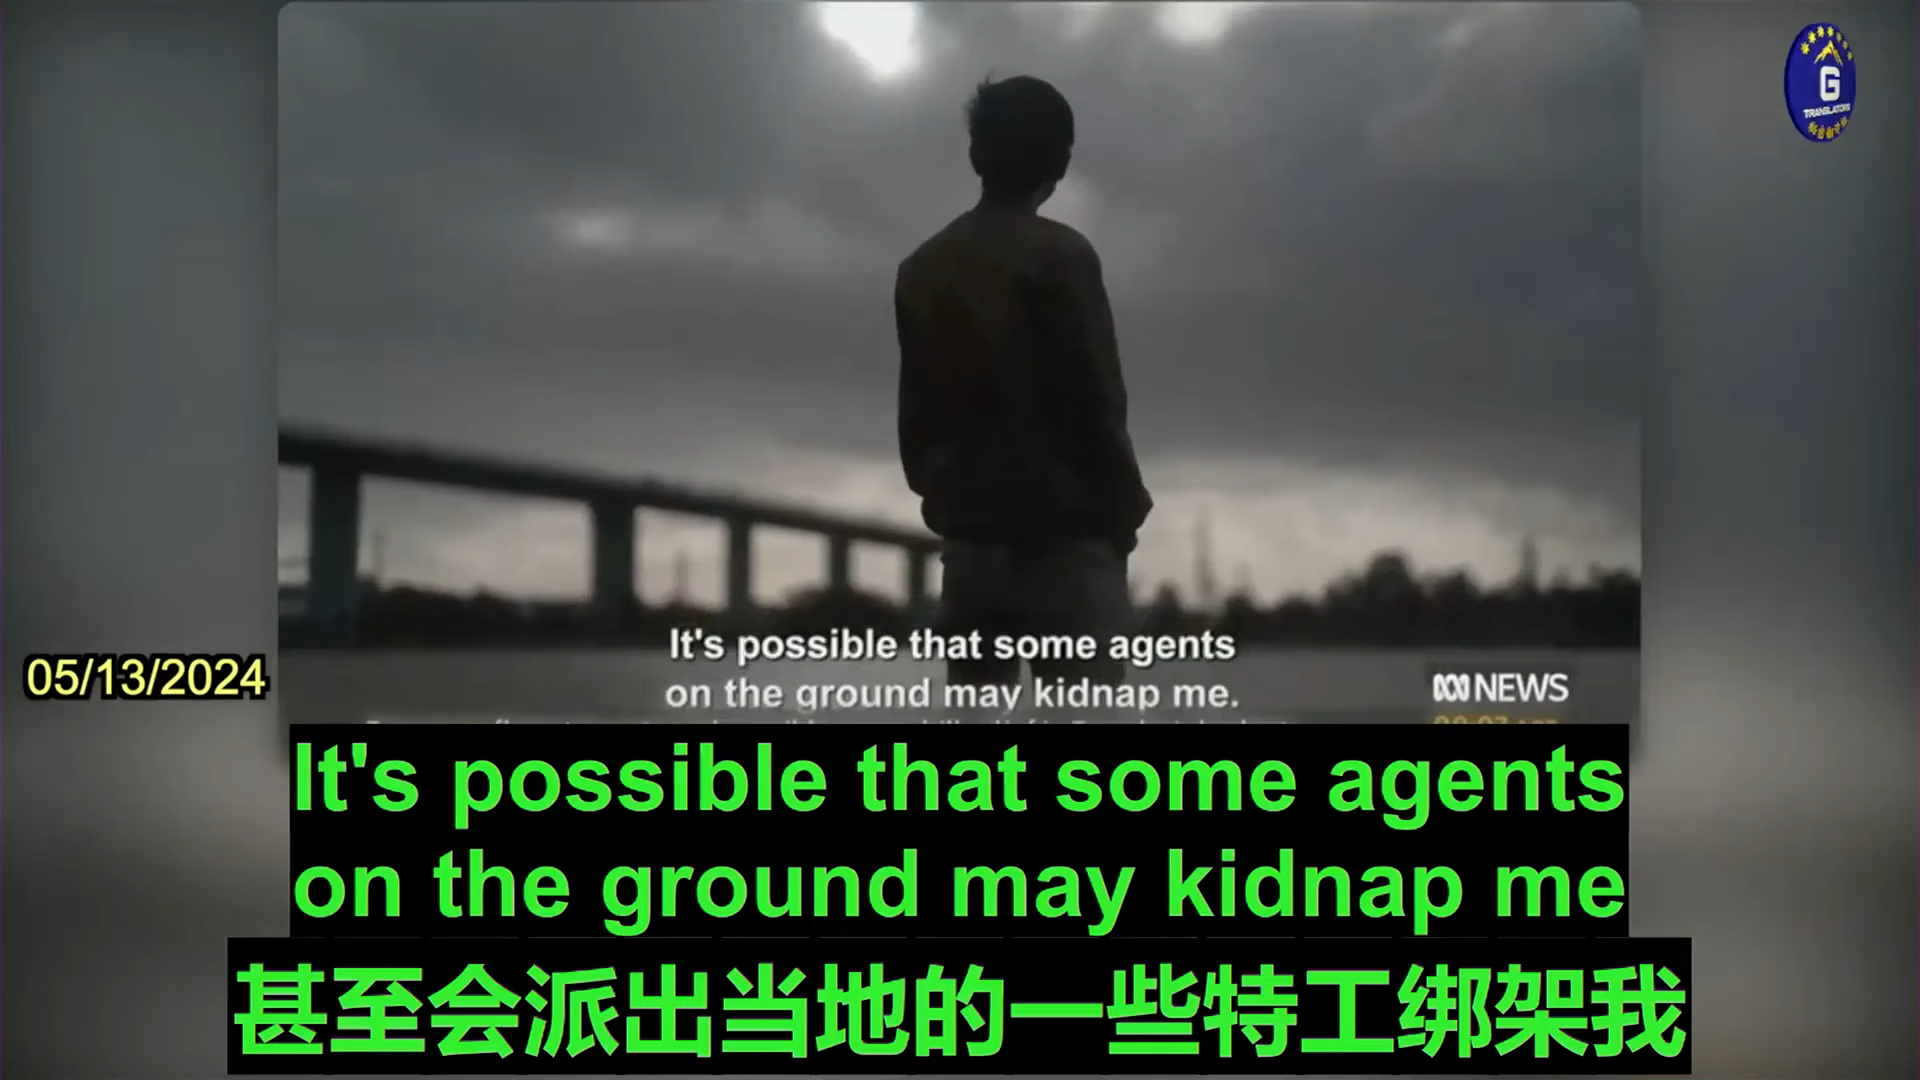 G
TRANSLATORS
It's possible that some agents
on the ground may kidnap me.
05/13/2024
NEWS
It's possible that some agents
on the ground may kidnap me
甚至会派出当地的一些特工绑架我